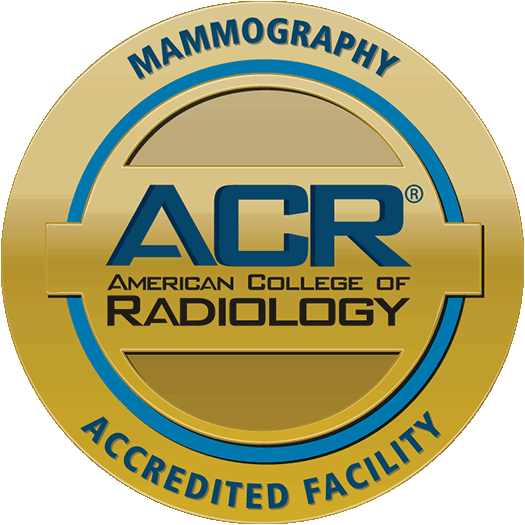 MAMMOGRAPHY
ACR®
AMERICAN COLLEGE OF
RADIOLOGY
ACCREDITED FACILITY